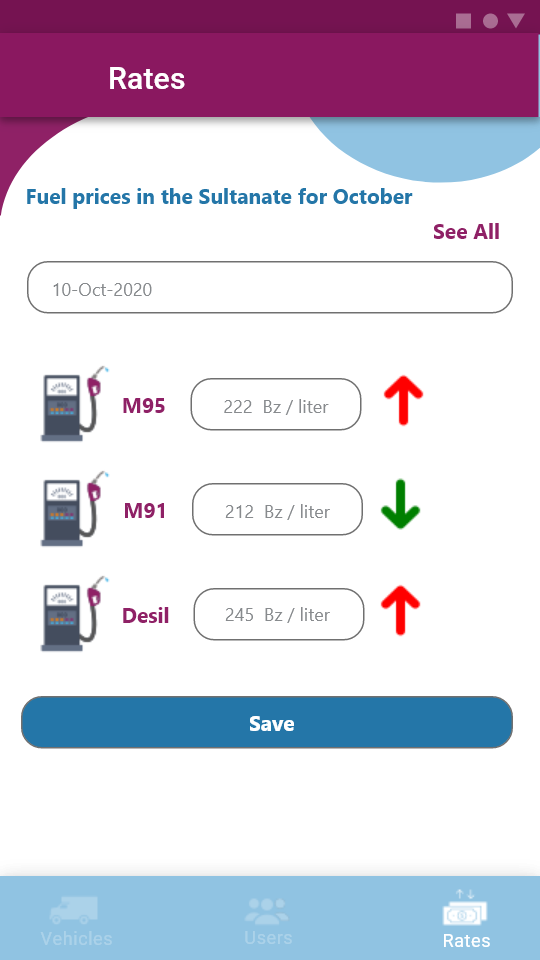 Rates
Fuel prices in the Sultanate for October
See All
10-Oct-2020
M95 222 Bz / liter
M91 212 Bz / liter
Desil 245 Bz / liter
Save
Vehicles Users Rates